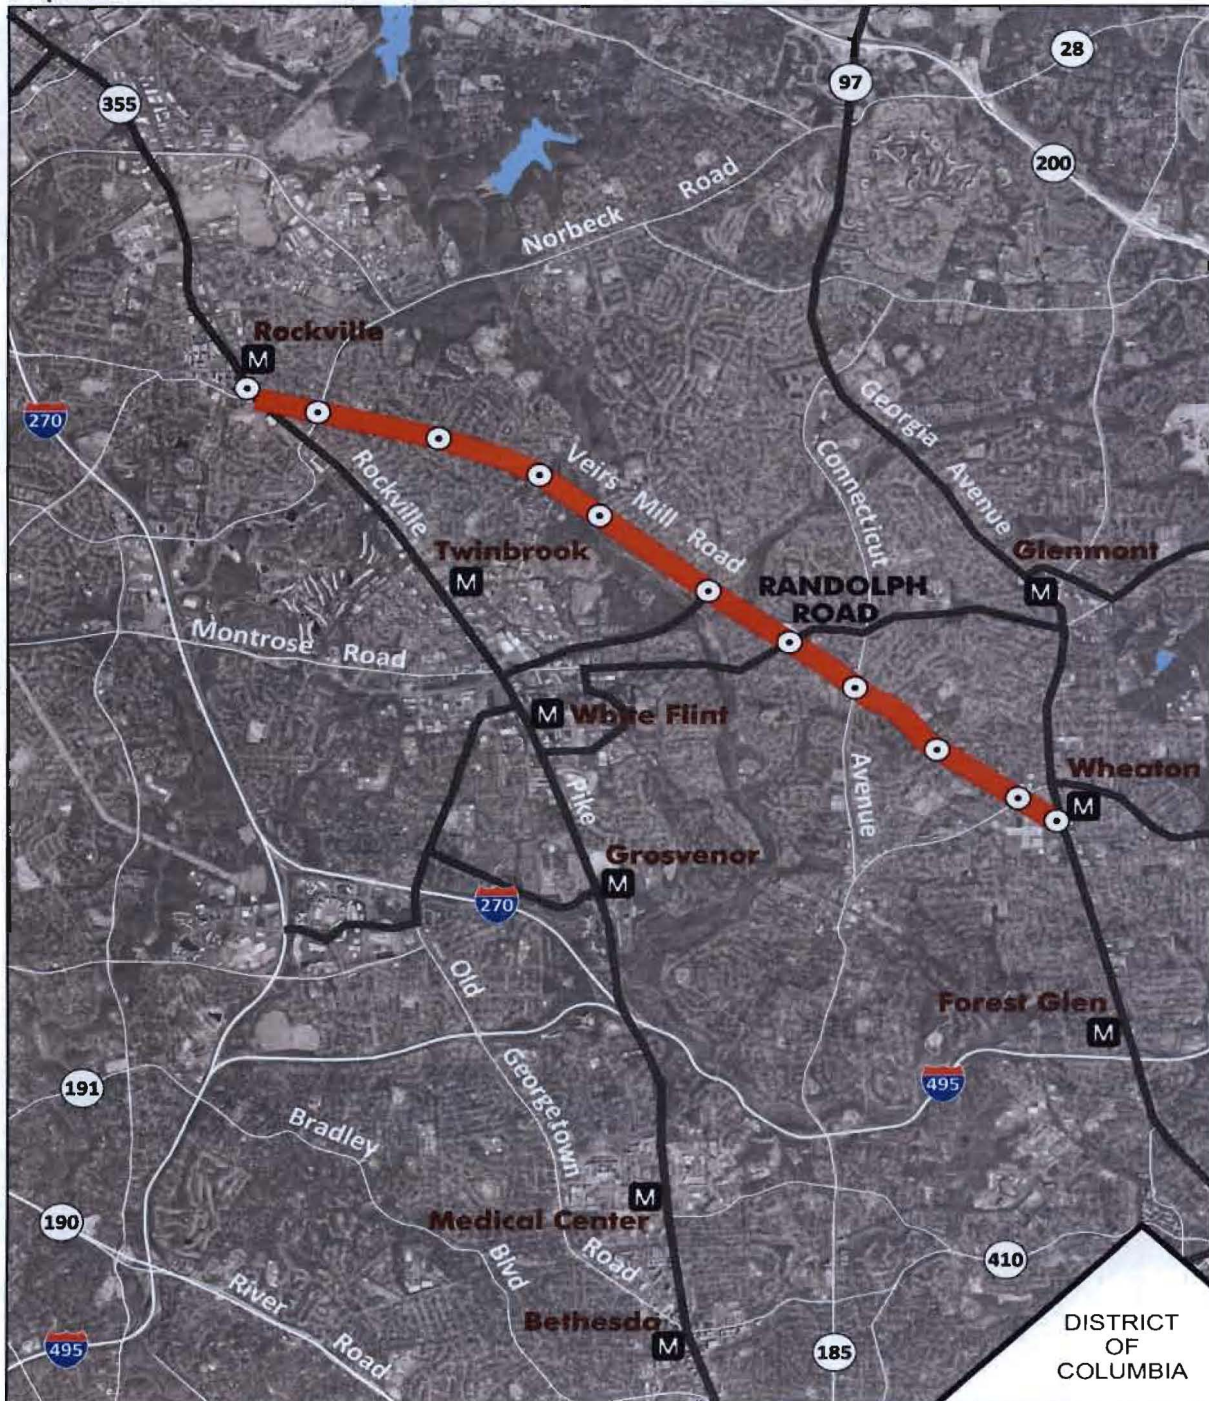 28
97
355
200
Norbeck Road
Rockville
M
270
Georgia Avenue
Connecticut Avenue
Veirs Mill Road
Rockville Pike
Twinbrook
M
Glenmont
M
RANDOLPH
ROAD
Montrose Road
M White Flint
Wheaton
M
Grosvenor
M
270
Old Georgetown Road
Forest Glen
M
495
191
Bradley Blvd
M
Medical Center
190
River Road
410
Bethesda
M
495
185
DISTRICT
OF
COLUMBIA